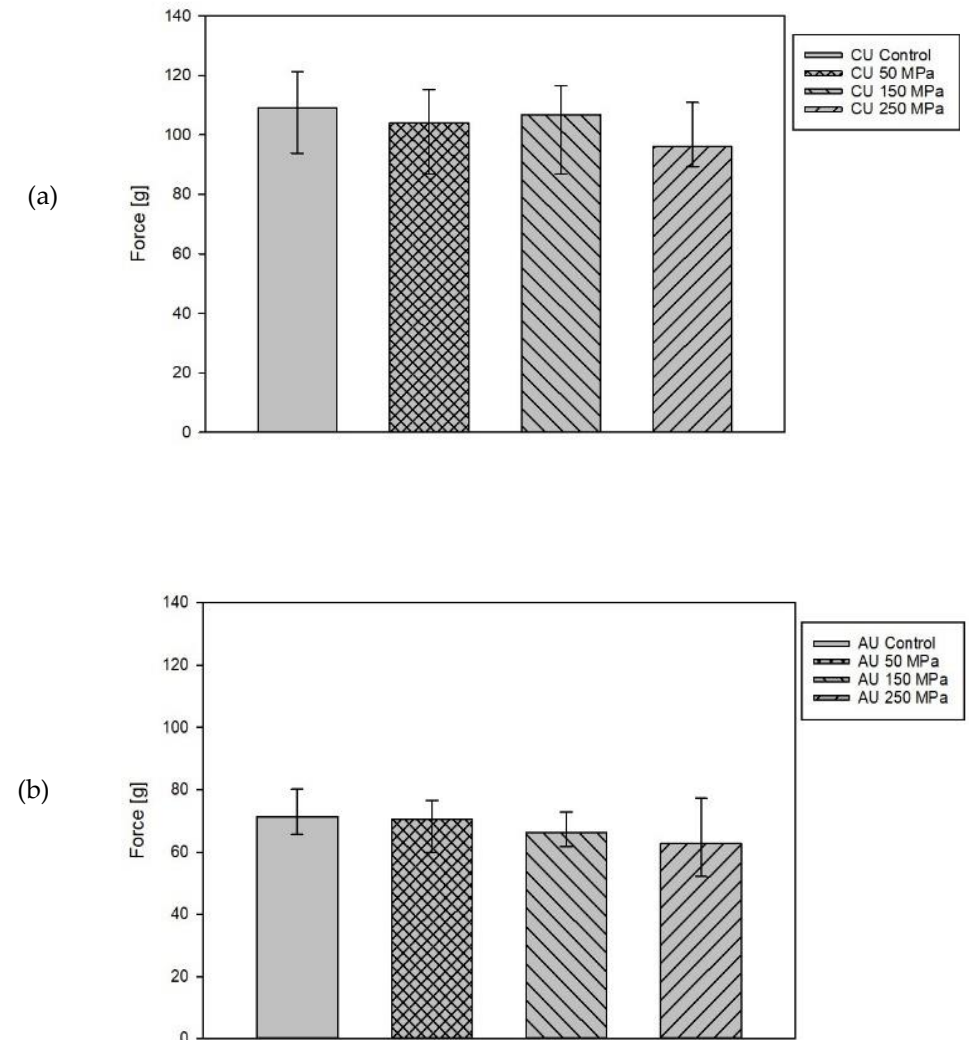 (a)
Force [g]
140
120
100
80
60
40
20
0
CU Control
CU 50 MPa
CU 150 MPa
CU 250 MPa
(b)
Force [g]
140
120
100
80
60
40
20
0
AU Control
AU 50 MPa
AU 150 MPa
AU 250 MPa